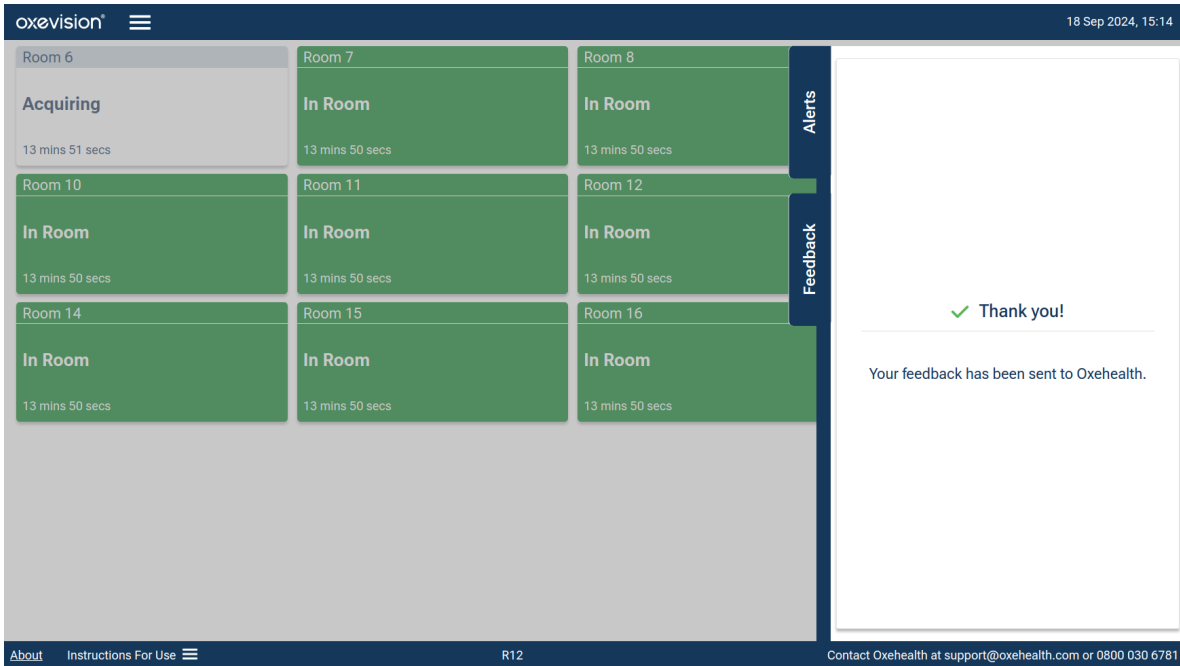 oxevision®
18 Sep 2024, 15:14
Room 6
Acquiring
13 mins 51 secs
Room 7
In Room
13 mins 50 secs
Room 8
In Room
13 mins 50 secs
Room 10
In Room
13 mins 50 secs
Room 11
In Room
13 mins 50 secs
Room 12
In Room
13 mins 50 secs
Room 14
In Room
13 mins 50 secs
Room 15
In Room
13 mins 50 secs
Room 16
In Room
13 mins 50 secs
Alerts
Feedback
Thank you!
Your feedback has been sent to Oxehealth.
About
Instructions For Use
R12
Contact Oxehealth at support@oxehealth.com or 0800 030 6781